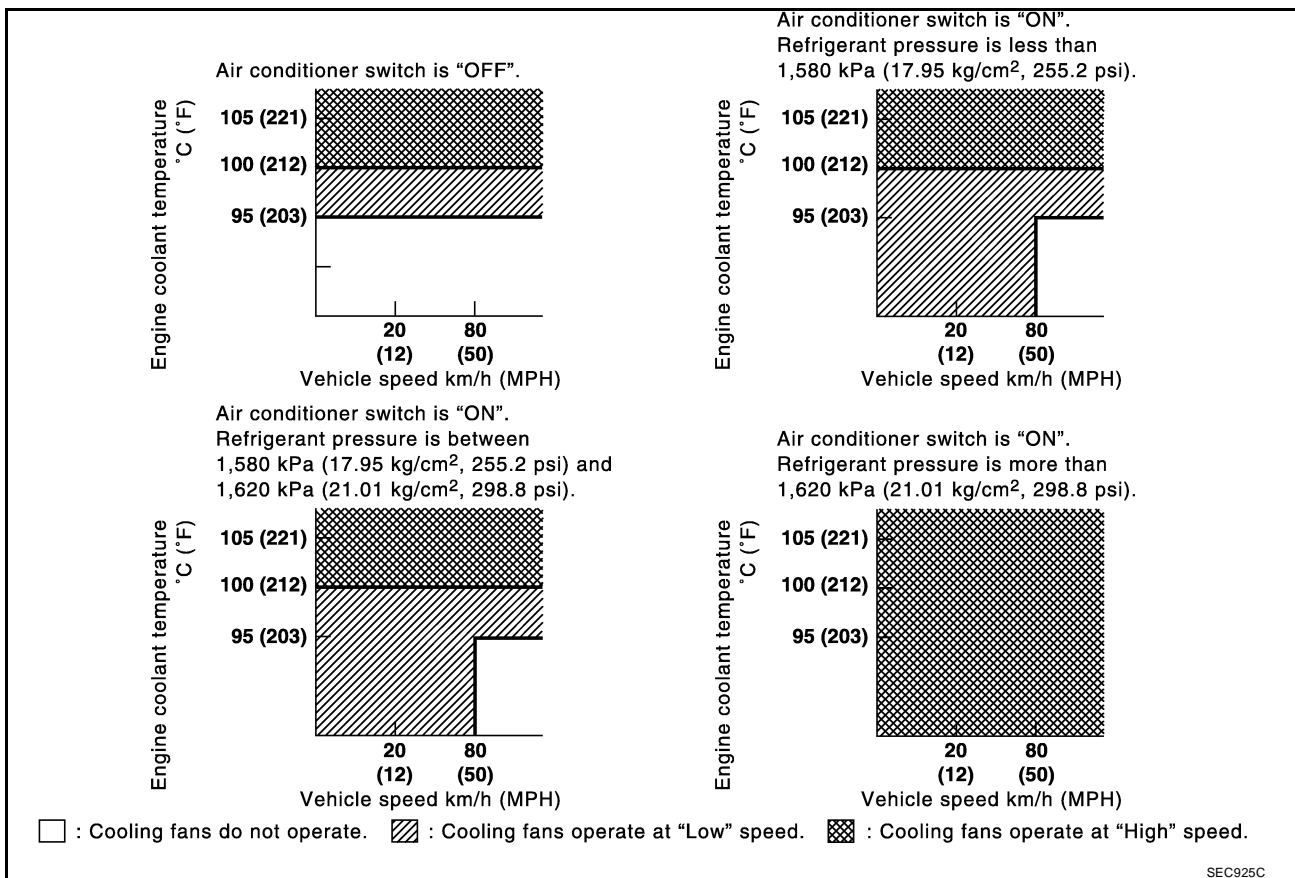 Air conditioner switch is “OFF”.
Engine coolant temperature
˚C (˚F)
105 (221)
100 (212)
95 (203)
20
(12)
80
(50)
Vehicle speed km/h (MPH)
Air conditioner switch is “ON”.
Refrigerant pressure is less than
1,580 kPa (17.95 kg/cm², 255.2 psi).
Engine coolant temperature
˚C (˚F)
105 (221)
100 (212)
95 (203)
20
(12)
80
(50)
Vehicle speed km/h (MPH)
Air conditioner switch is “ON”.
Refrigerant pressure is between
1,580 kPa (17.95 kg/cm², 255.2 psi) and
1,620 kPa (21.01 kg/cm², 298.8 psi).
Engine coolant temperature
˚C (˚F)
105 (221)
100 (212)
95 (203)
20
(12)
80
(50)
Vehicle speed km/h (MPH)
Air conditioner switch is “ON”.
Refrigerant pressure is more than
1,620 kPa (21.01 kg/cm², 298.8 psi).
Engine coolant temperature
˚C (˚F)
105 (221)
100 (212)
95 (203)
20
(12)
80
(50)
Vehicle speed km/h (MPH)
: Cooling fans do not operate.
: Cooling fans operate at “Low” speed.
: Cooling fans operate at “High” speed.
SEC925C